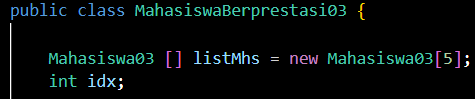 public class MahasiswaBerprestasi03 {
Mahasiswa03 [] listMhs = new Mahasiswa03[5];
int idx;